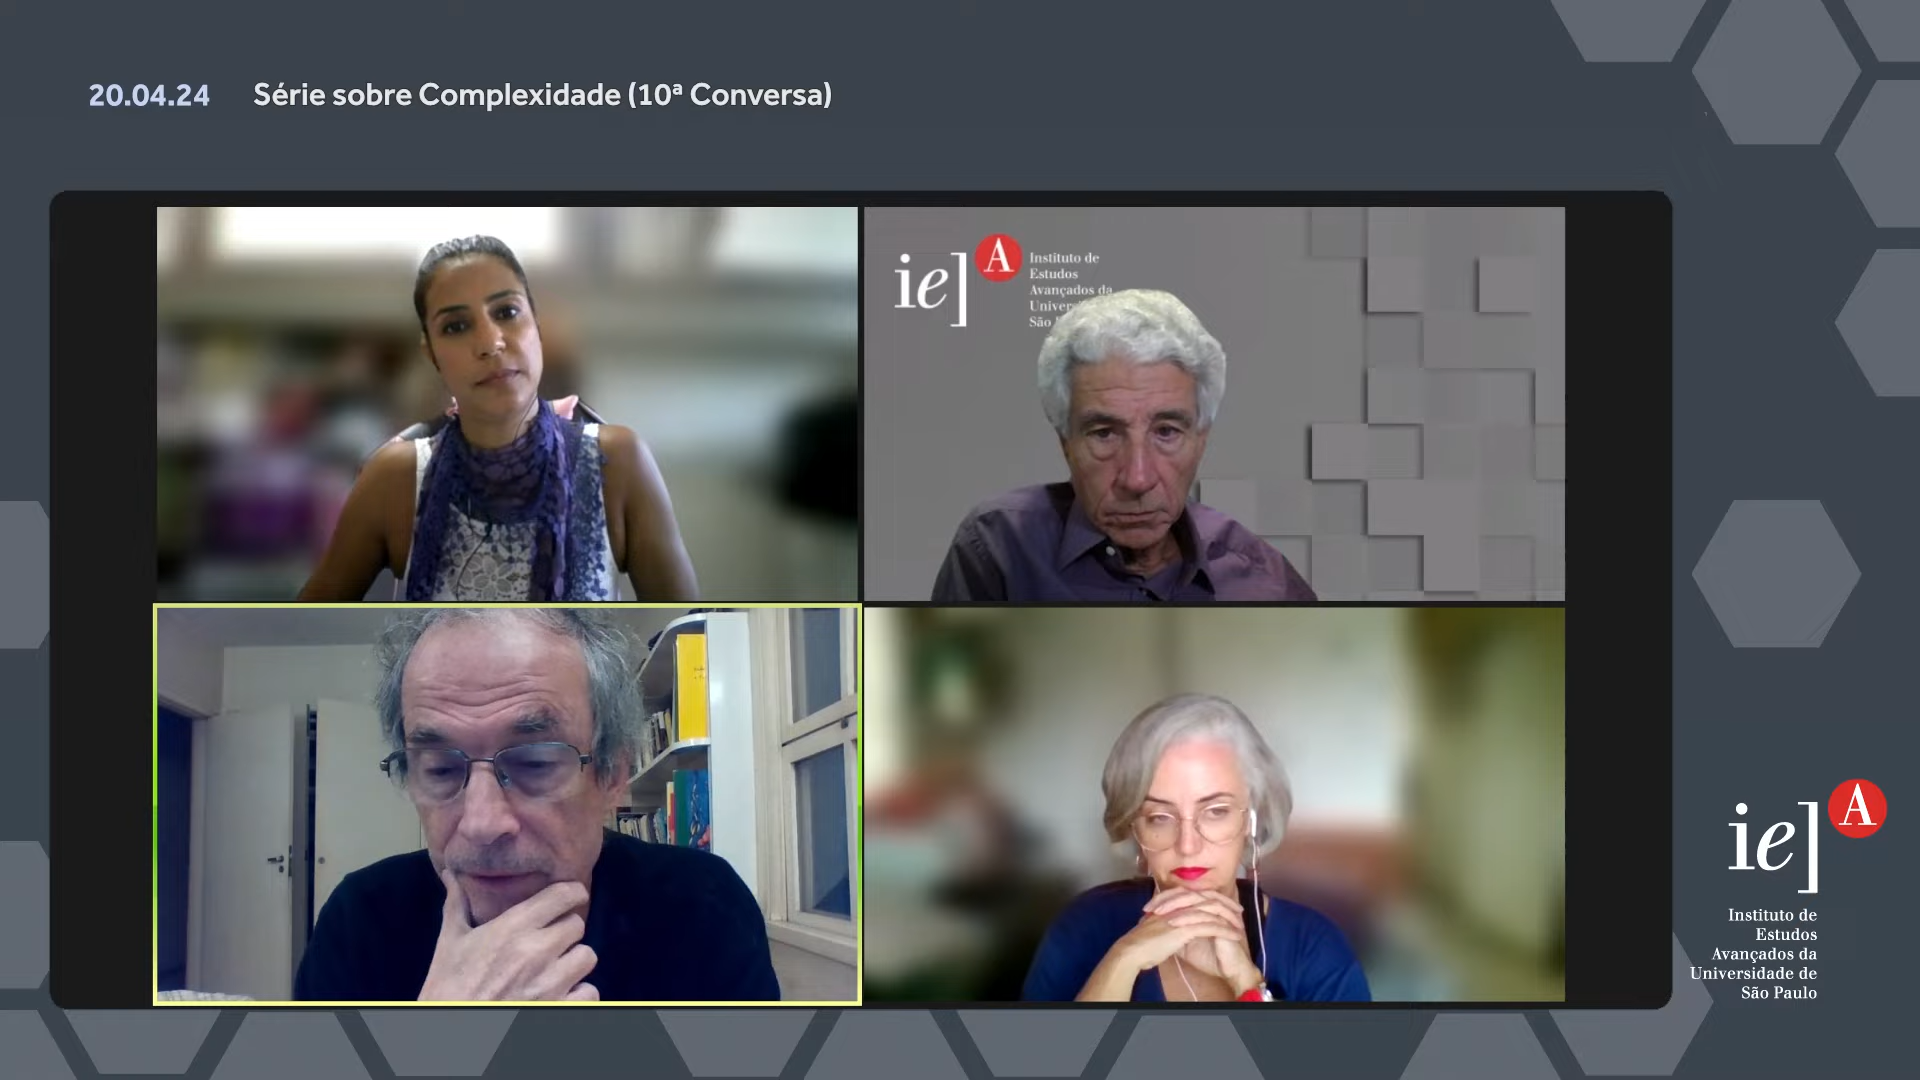 20.04.24 Série sobre Complexidade (10ª Conversa)
ie] A
Instituto de
Estudos
Avançados da
São
ie] A
Instituto de
Estudos
Avançados da
Universidade de
São Paulo